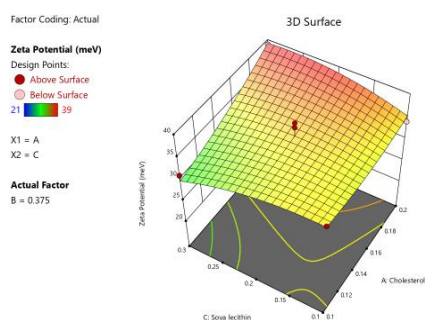 Factor Coding: Actual
3D Surface
Zeta Potential (meV)
Design Points:
Above Surface
Below Surface
21 39
X1 = A
X2 = C
Actual Factor
B = 0.375
Zeta Potential (meV)
40
35
30
25
20
0.3
0.25
0.2
0.15
0.1
C: Soya lecithin
0.1
0.12
0.14
0.16
0.18
0.2
A: Cholesterol